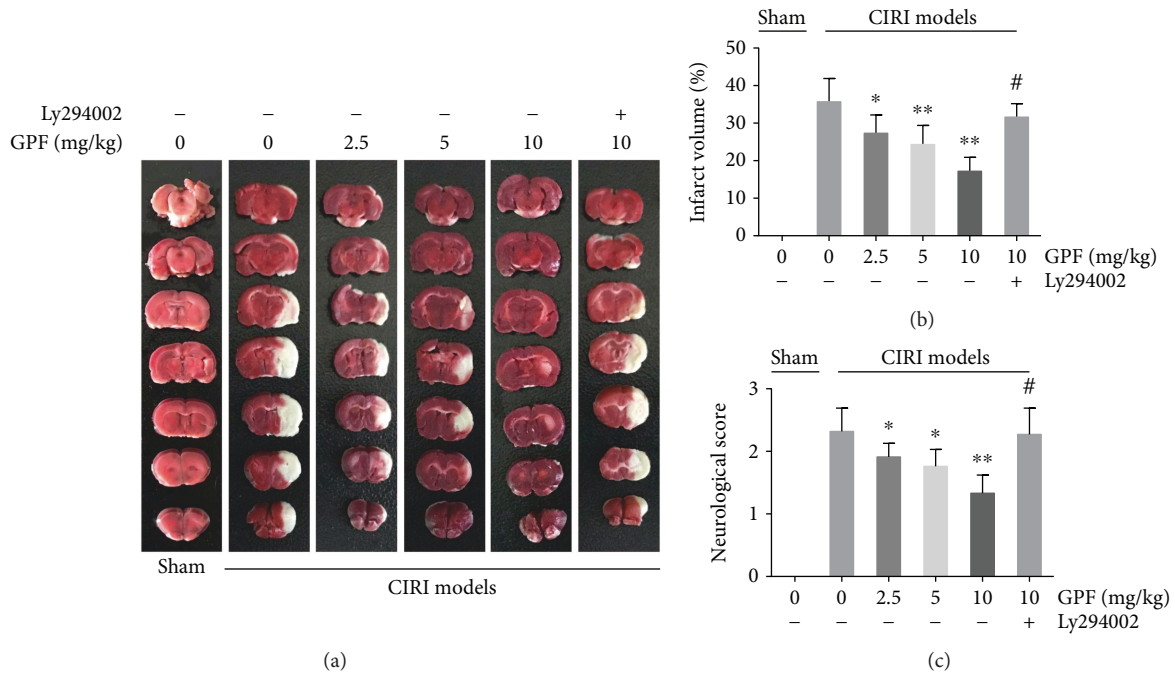 Ly294002 − − − − − +
GPF (mg/kg) 0 0 2.5 5 10 10
Sham
CIRI models
(a)
Sham CIRI models
Infarct volume (%)
50
40
30
20
10
0
* ** ** #
0 0 2.5 5 10 10 GPF (mg/kg)
− − − − − + Ly294002
(b)
Sham CIRI models
Neurological score
3
2
1
0
* * ** #
0 0 2.5 5 10 10 GPF (mg/kg)
− − − − − + Ly294002
(c)